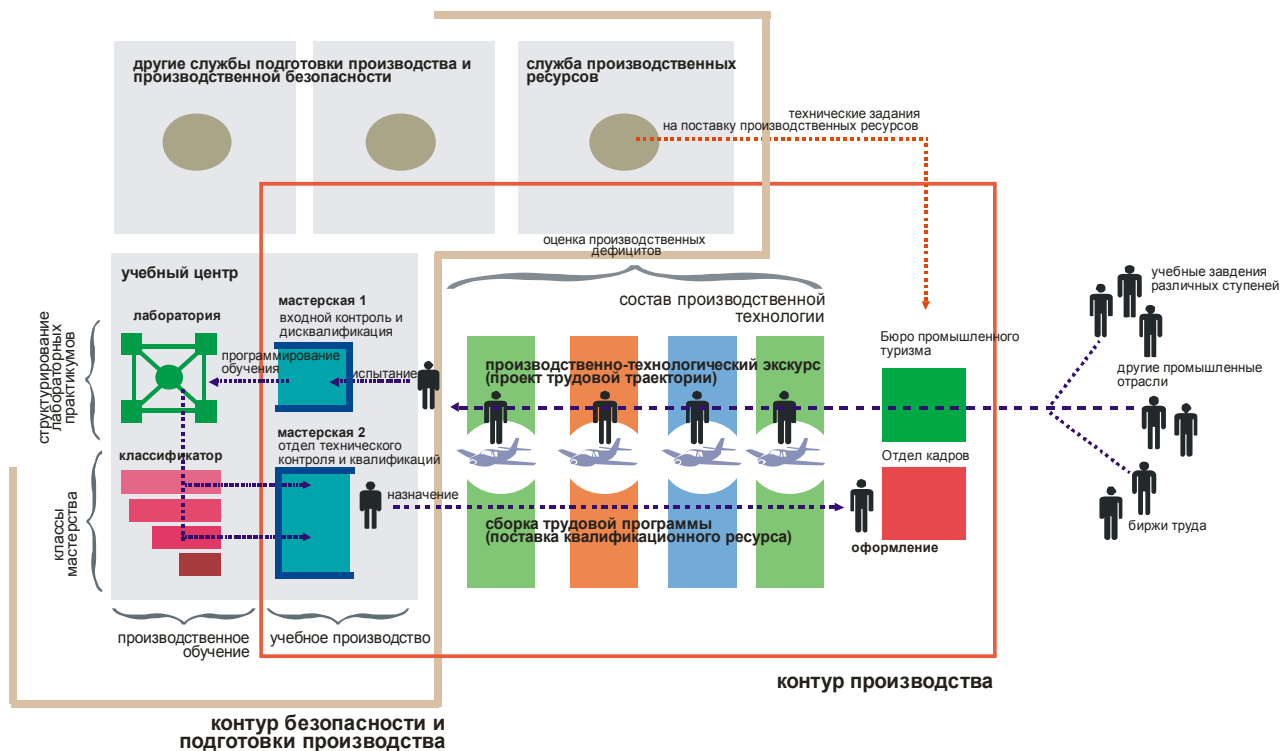 другие службы подготовки производства и
производственной безопасности
служба производственных
ресурсов
технические задания
на поставку производственных ресурсов
оценка производственных
дефицитов
учебный центр
мастерская 1
входной контроль и
дисквалификация
состав производственной
технологии
учебные завдения
различных ступеней
лаборатория
структурирование
лабораторных
практикумов
программирование
обучения
испытание
производственно-технологический экскурс
(проект трудовой траектории)
Бюро промышленного
туризма
другие промышленные
отрасли
мастерская 2
отдел технического
контроля и квалификаций
классификатор
классы
мастерства
назначение
сборка трудовой программы
(поставка квалификационного ресурса)
Отдел кадров
оформление
биржи труда
производственное
обучение
учебное производство
контур производства
контур безопасности и
подготовки производства